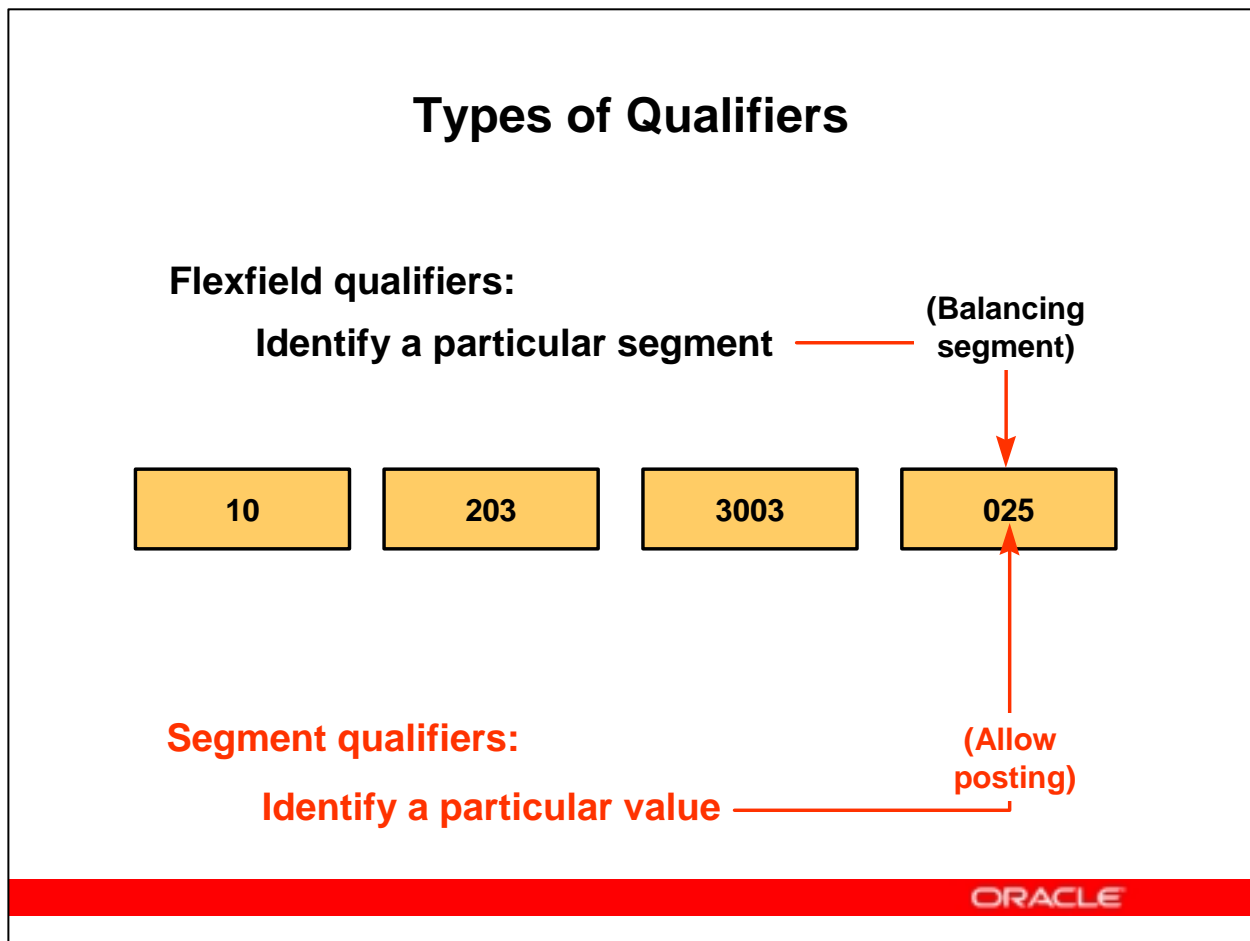 Types of Qualifiers
Flexfield qualifiers:
Identify a particular segment
(Balancing
segment)
10
203
3003
025
Segment qualifiers:
Identify a particular value
(Allow
posting)
ORACLE